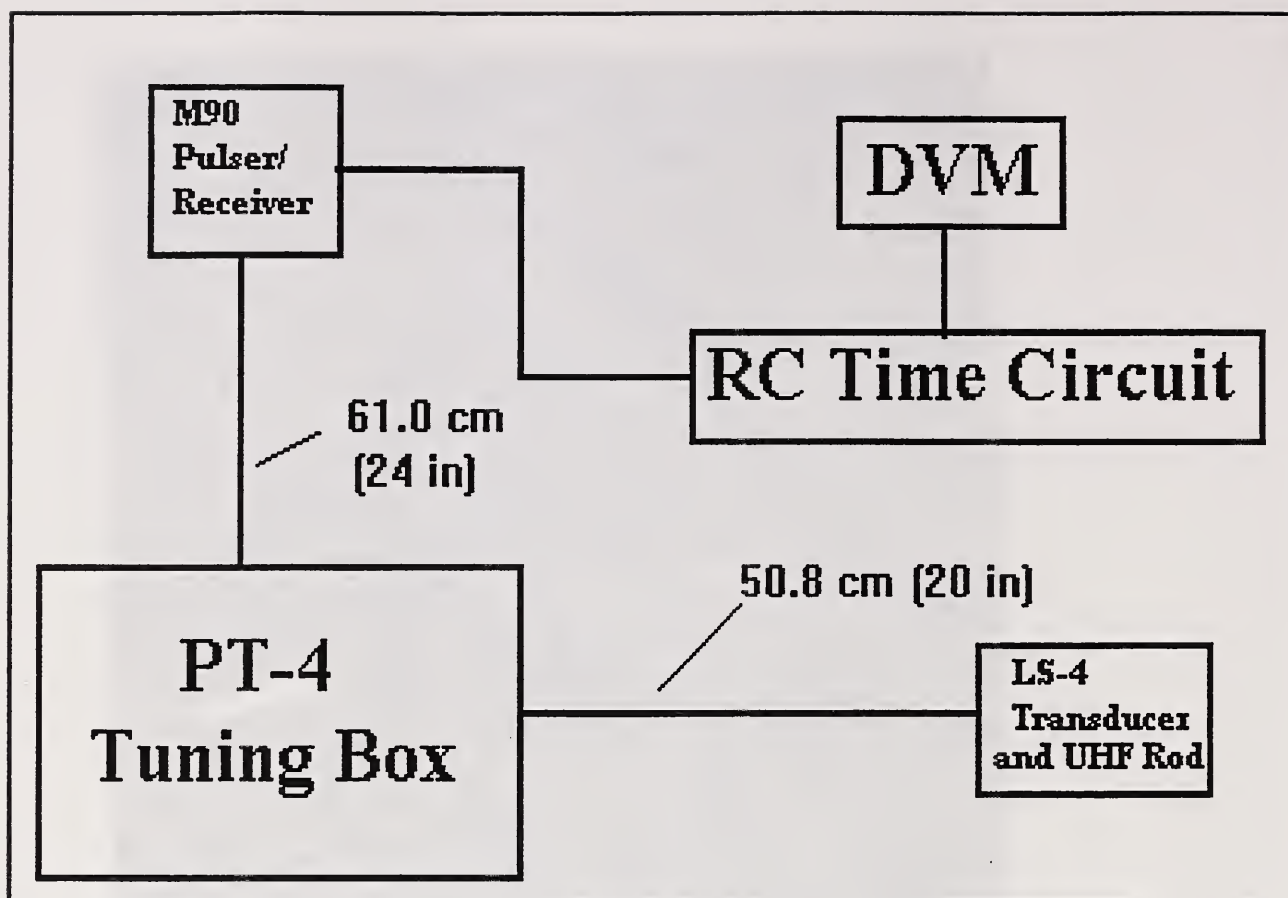 M90
Pulser/
Receiver
DVM
RC Time Circuit
61.0 cm
(24 in)
50.8 cm (20 in)
PT-4
Tuning Box
LS-4
Transducer
and UHF Rod